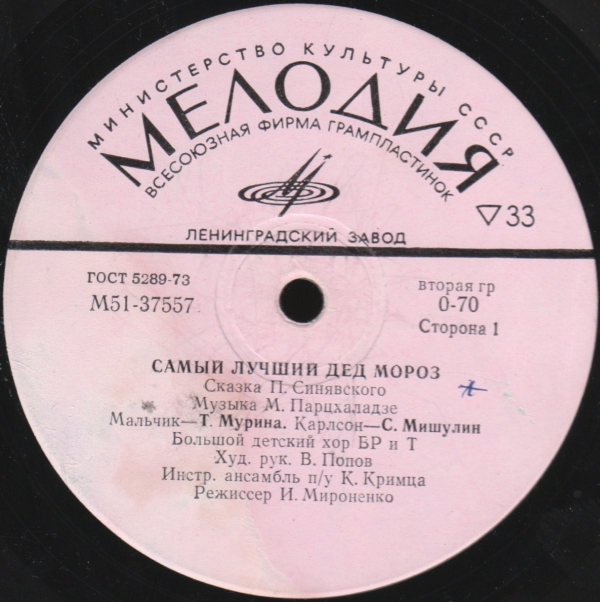 МИНИСТЕРСТВО КУЛЬТУРЫ СССР
МЕЛОДИЯ
ВСЕСОЮЗНАЯ ФИРМА ГРАМПЛАСТИНОК
▽33
ЛЕНИНГРАДСКИЙ ЗАВОД
ГОСТ 5289-73
М51-37557
вторая гр
0-70
Сторона 1
САМЫЙ ЛУЧШИЙ ДЕД МОРОЗ
Сказка П. Синявского
Музыка М. Парцхаладзе
Мальчик—Т. Мурина. Карлсон—С. Мишулин
Большой детский хор БР и Т
Худ. рук. В. Попов
Инстр. ансамбль п/у К. Кримца
Режиссер И. Мироненко